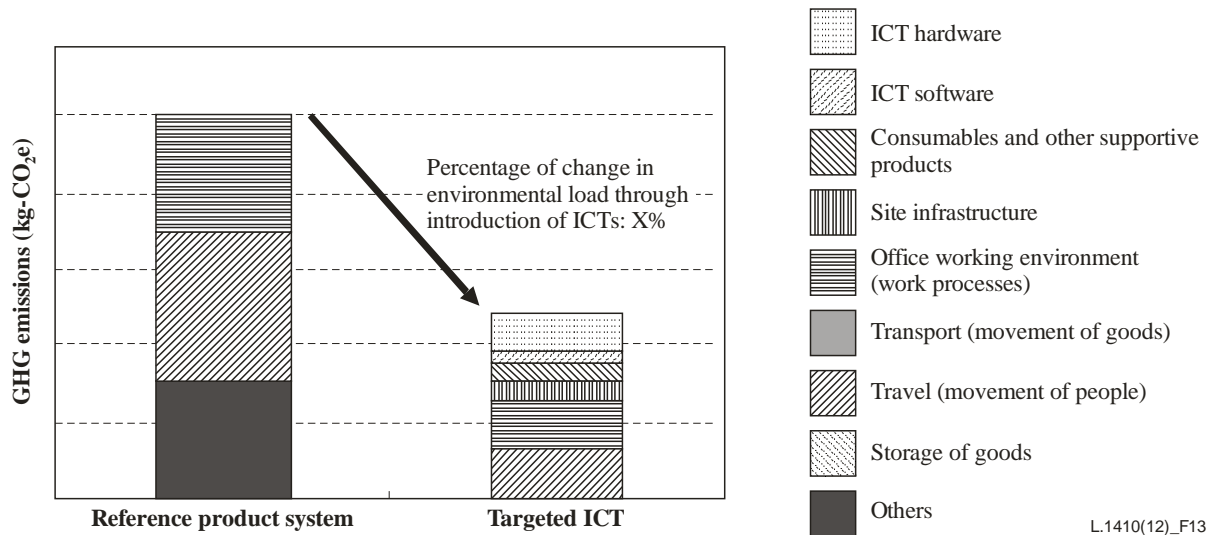 GHG emissions (kg-CO₂e)
Percentage of change in
environmental load through
introduction of ICTs: X%
Reference product system
Targeted ICT
ICT hardware
ICT software
Consumables and other supportive
products
Site infrastructure
Office working environment
(work processes)
Transport (movement of goods)
Travel (movement of people)
Storage of goods
Others
L.1410(12)_F13